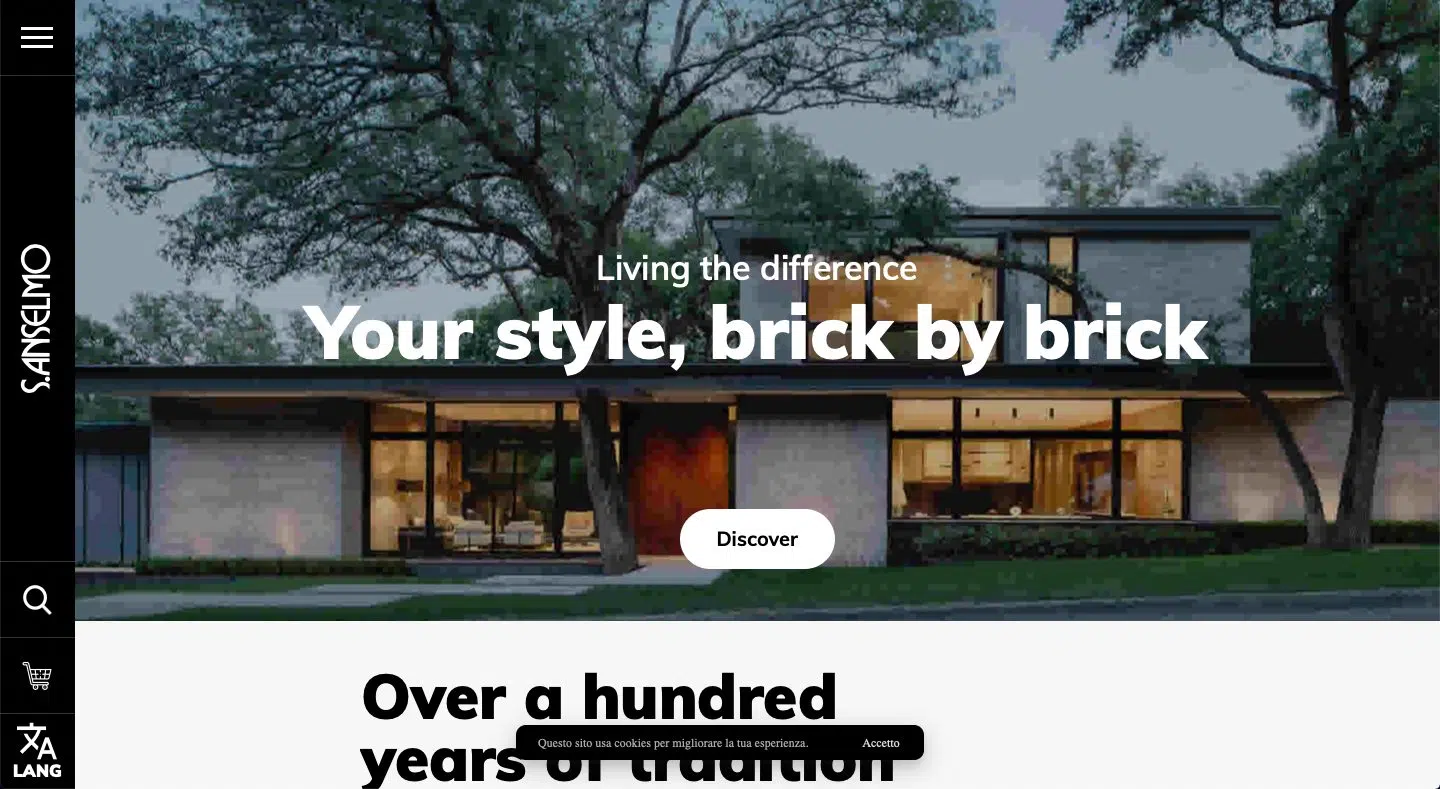 S.ANSELMO
LANG
Living the difference
Your style, brick by brick
Discover
Over a hundred
years of tradition
Questo sito usa cookies per migliorare la tua esperienza.
Accetto